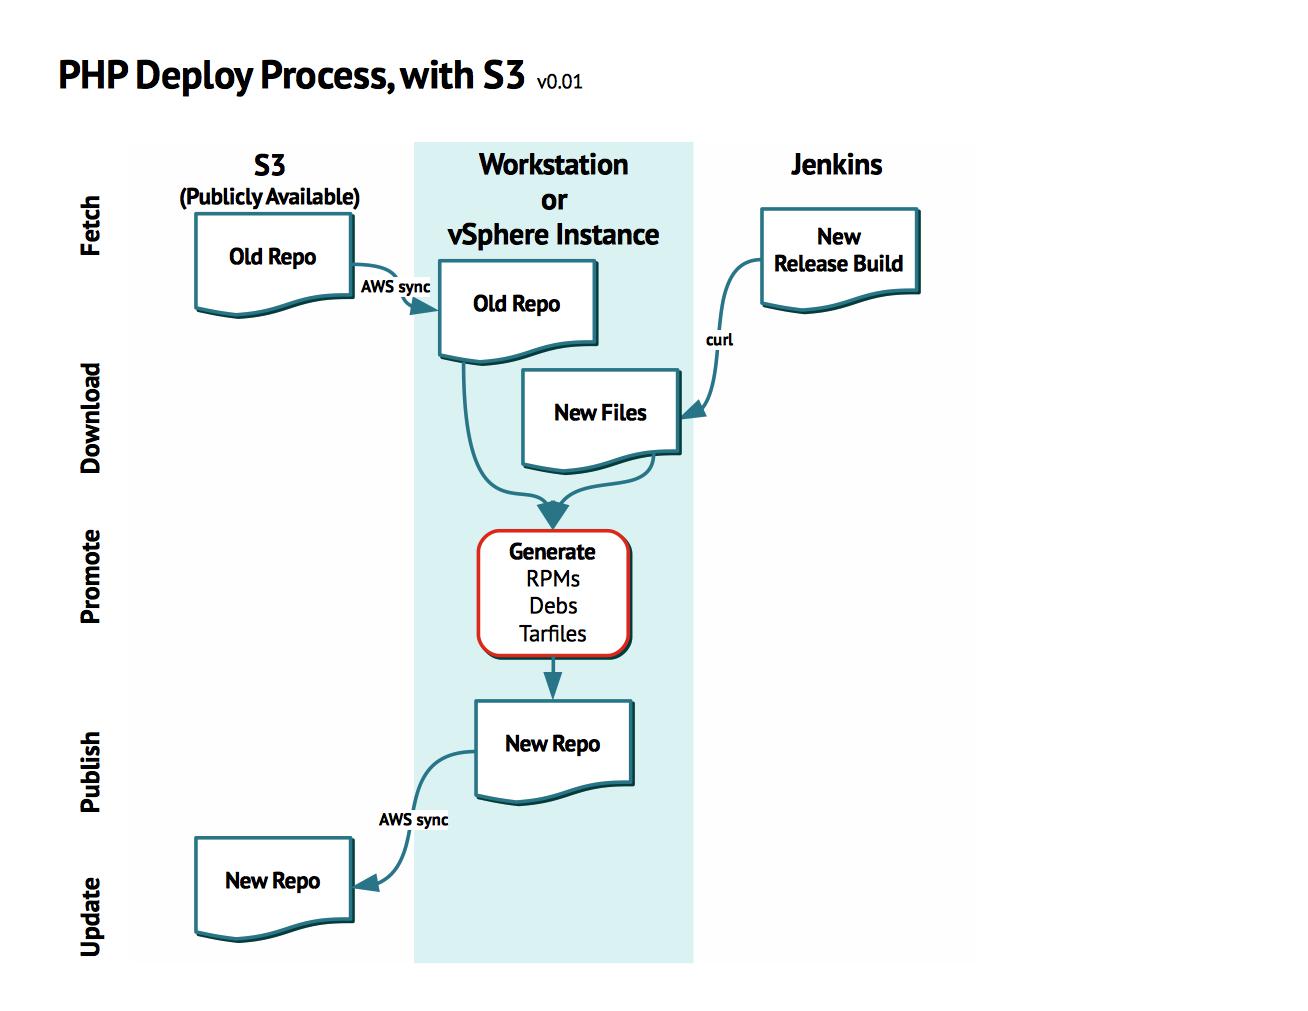 PHP Deploy Process, with S3 v0.01
S3
(Publicly Available)
Workstation
or
vSphere Instance
Jenkins
Fetch
Old Repo
AWS sync
Old Repo
New
Release Build
curl
Download
New Files
Promote
Generate
RPMs
Debs
Tarfiles
Publish
New Repo
AWS sync
Update
New Repo